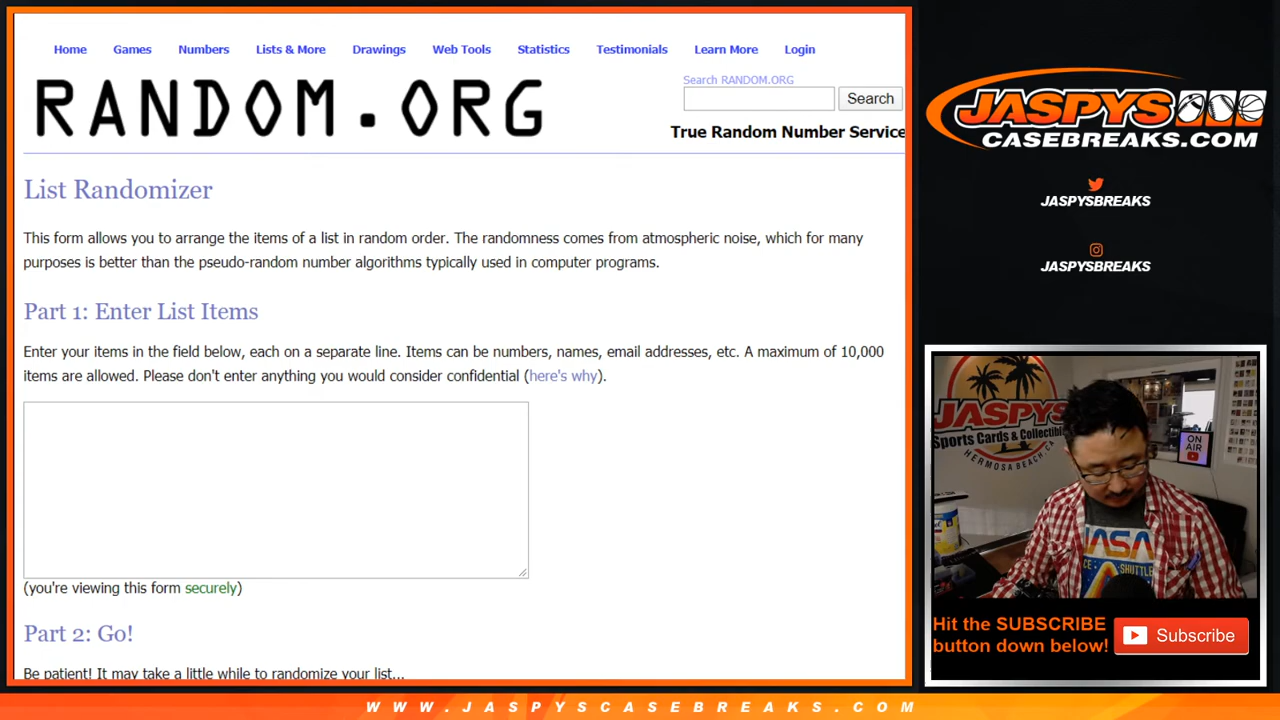 Home Games Numbers Lists & More Drawings Web Tools Statistics Testimonials Learn More Login
RANDOM.ORG
Search RANDOM.ORG
Search
True Random Number Service
List Randomizer
This form allows you to arrange the items of a list in random order. The randomness comes from atmospheric noise, which for many
purposes is better than the pseudo-random number algorithms typically used in computer programs.
Part 1: Enter List Items
Enter your items in the field below, each on a separate line. Items can be numbers, names, email addresses, etc. A maximum of 10,000
items are allowed. Please don't enter anything you would consider confidential (here's why).
(you're viewing this form securely)
Part 2: Go!
Be patient! It may take a little while to randomize your list...
JASPYS
CASEBREAKS.COM
JASPYSBREAKS
JASPYSBREAKS
JASPYS
Sports Cards & Collectibl
HERMOSA BEACH, CA
ON
AIR
NASA
CE SHUTTLE
Hit the SUBSCRIBE
button down below!
Subscribe
WWW.JASPYSCASEBREAKS.COM